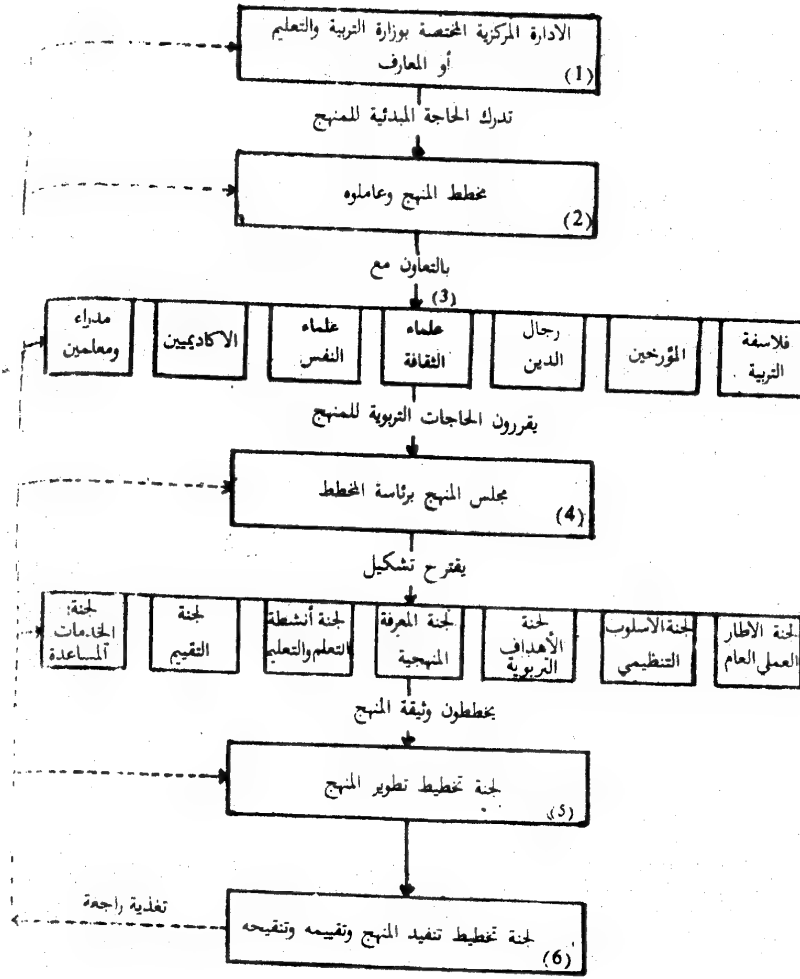 الادارة المركزية المختصة بوزارة التربية والتعليم
أو المعارف
(1)
تدرك الحاجة المبدئية للمنهج
مخطط المنهج وعاملوه
(2)
بالتعاون مع
(3)
فلاسفة
التربية
المؤرخين
رجال
الدين
علماء
الثقافة
علماء
النفس
الاكاديميين
مدراء
ومعلمين
يقررون الحاجات التربوية للمنهج
مجلس المنهج برئاسة المخطط
(4)
يقترح تشكيل
لجنة الاطار
العملي العام
لجنة الاسلوب
التنظيمي
لجنة
الأهداف
التربوية
لجنة المعرفة
المنهجية
لجنة أنشطة
التعلم والتعليم
لجنة
التقييم
لجنة
الخدمات
المساعدة
يخططون وثيقة المنهج
لجنة تخطيط تطوير المنهج
(5)
تغذية راجعة
لجنة تخطيط تنفيد المنهج وتقييمه وتنقيحه
(6)